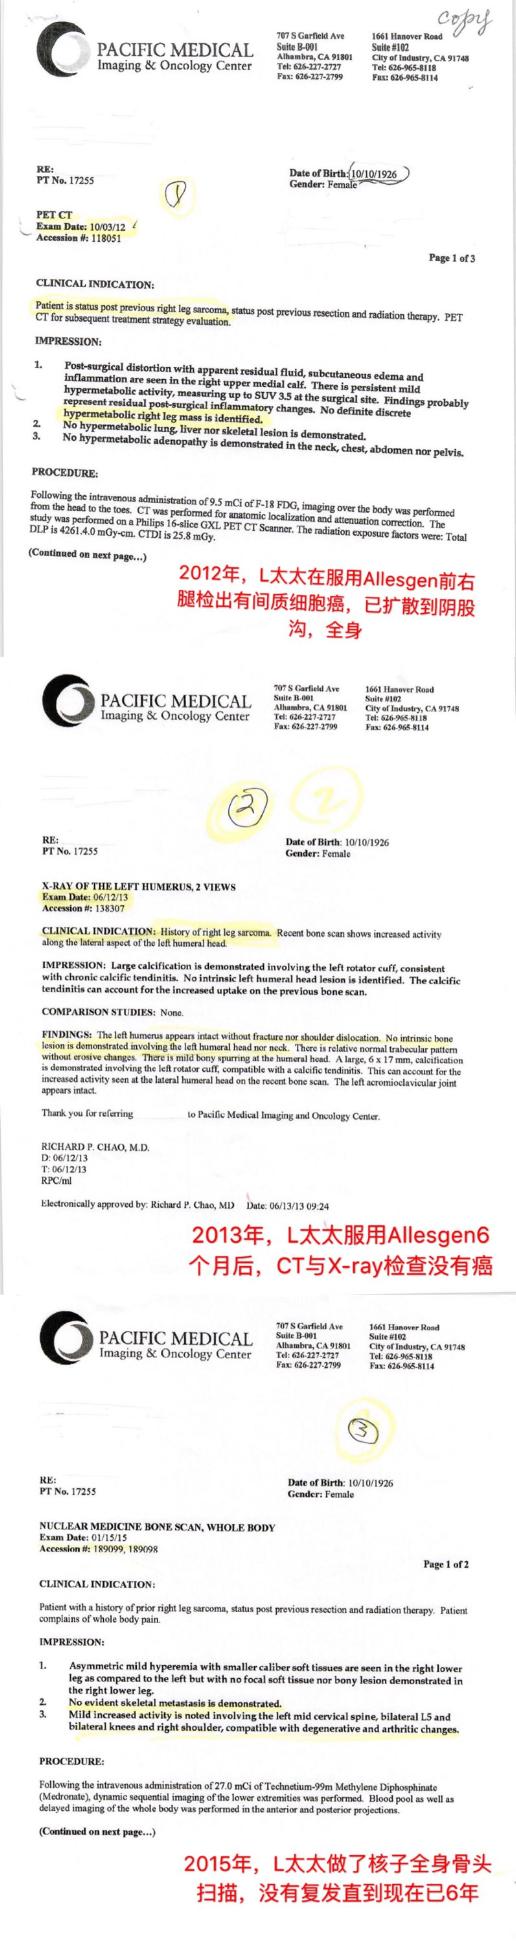 copy
PACIFIC MEDICAL
Imaging & Oncology Center
707 S Garfield Ave
Suite B-001
Alhambra, CA 91801
Tel: 626-227-2727
Fax: 626-227-2799
1661 Hanover Road
Suite #102
City of Industry, CA 91748
Tel: 626-965-8118
Fax: 626-965-8114
RE:
PT No. 17255
1
Date of Birth: 10/10/1926
Gender: Female
PET CT
Exam Date: 10/03/12
Accession #: 118051
Page 1 of 3
CLINICAL INDICATION:
Patient is status post previous right leg sarcoma, status post previous resection and radiation therapy. PET
CT for subsequent treatment strategy evaluation.
IMPRESSION:
1. Post-surgical distortion with apparent residual fluid, subcutaneous edema and
inflammation are seen in the right upper medial calf. There is persistent mild
hypermetabolic activity, measuring up to SUV 3.5 at the surgical site. Findings probably
represent residual post-surgical inflammatory changes. No definite discrete
hypermetabolic right leg mass is identified.
2. No hypermetabolic lung, liver nor skeletal lesion is demonstrated.
3. No hypermetabolic adenopathy is demonstrated in the neck, chest, abdomen nor pelvis.
PROCEDURE:
Following the intravenous administration of 9.5 mCi of F-18 FDG, imaging over the body was performed
from the head to the toes. CT was performed for anatomic localization and attenuation correction. The
study was performed on a Philips 16-slice GXL PET CT Scanner. The radiation exposure factors were: Total
DLP is 4261.4.0 mGy-cm. CTDI is 25.8 mGy.
(Continued on next page...)
2012年，L太太在服用Allesgen前右
腿检出有间质细胞癌，已扩散到阴股
沟，全身
PACIFIC MEDICAL
Imaging & Oncology Center
707 S Garfield Ave
Suite B-001
Alhambra, CA 91801
Tel: 626-227-2727
Fax: 626-227-2799
1661 Hanover Road
Suite #102
City of Industry, CA 91748
Tel: 626-965-8118
Fax: 626-965-8114
2 2
RE:
PT No. 17255
Date of Birth: 10/10/1926
Gender: Female
X-RAY OF THE LEFT HUMERUS, 2 VIEWS
Exam Date: 06/12/13
Accession #: 138307
CLINICAL INDICATION: History of right leg sarcoma. Recent bone scan shows increased activity
along the lateral aspect of the left humeral head.
IMPRESSION: Large calcification is demonstrated involving the left rotator cuff, consistent
with chronic calcific tendinitis. No intrinsic left humeral head lesion is identified. The calcific
tendinitis can account for the increased uptake on the previous bone scan.
COMPARISON STUDIES: None.
FINDINGS: The left humerus appears intact without fracture nor shoulder dislocation. No intrinsic bone
lesion is demonstrated involving the left humeral head nor neck. There is relative normal trabecular pattern
without erosive changes. There is mild bony spurring at the humeral head. A large, 6 x 17 mm, calcification
is demonstrated involving the left rotator cuff, compatible with a calcific tendinitis. This can account for the
increased activity seen at the lateral humeral head on the recent bone scan. The left acromioclavicular joint
appears intact.
Thank you for referring to Pacific Medical Imaging and Oncology Center.
RICHARD P. CHAO, M.D.
D: 06/12/13
T: 06/12/13
RPC/ml
Electronically approved by: Richard P. Chao, MD Date: 06/13/13 09:24
2013年，L太太服用Allesgen6
个月后，CT与X-ray检查没有癌
PACIFIC MEDICAL
Imaging & Oncology Center
707 S Garfield Ave
Suite B-001
Alhambra, CA 91801
Tel: 626-227-2727
Fax: 626-227-2799
1661 Hanover Road
Suite #102
City of Industry, CA 91748
Tel: 626-965-8118
Fax: 626-965-8114
3
RE:
PT No. 17255
Date of Birth: 10/10/1926
Gender: Female
NUCLEAR MEDICINE BONE SCAN, WHOLE BODY
Exam Date: 01/15/15
Accession #: 189099, 189098
Page 1 of 2
CLINICAL INDICATION:
Patient with a history of prior right leg sarcoma, status post previous resection and radiation therapy. Patient
complains of whole body pain.
IMPRESSION:
1. Asymmetric mild hyperemia with smaller caliber soft tissues are seen in the right lower
leg as compared to the left but with no focal soft tissue nor bony lesion demonstrated in
the right lower leg.
2. No evident skeletal metastasis is demonstrated.
3. Mild increased activity is noted involving the left mid cervical spine, bilateral L5 and
bilateral knees and right shoulder, compatible with degenerative and arthritic changes.
PROCEDURE:
Following the intravenous administration of 27.0 mCi of Technetium-99m Methylene Diphosphinate
(Medronate), dynamic sequential imaging of the lower extremities was performed. Blood pool as well as
delayed imaging of the whole body was performed in the anterior and posterior projections.
(Continued on next page...)
2015年，L太太做了核子全身骨头
扫描，没有复发直到现在已6年